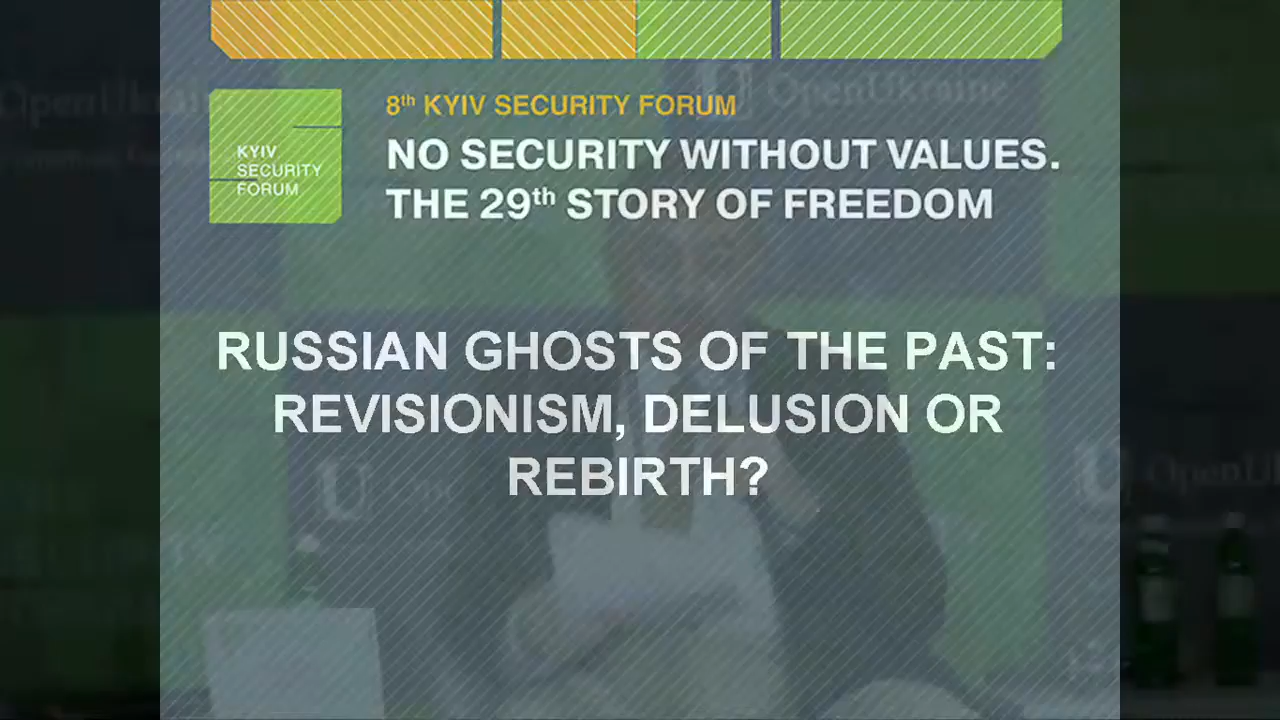 OpenUkraine
8th KYIV SECURITY FORUM
NO SECURITY WITHOUT VALUES.
THE 29th STORY OF FREEDOM
KYIV
SECURITY
FORUM
RUSSIAN GHOSTS OF THE PAST:
REVISIONISM, DELUSION OR
REBIRTH?